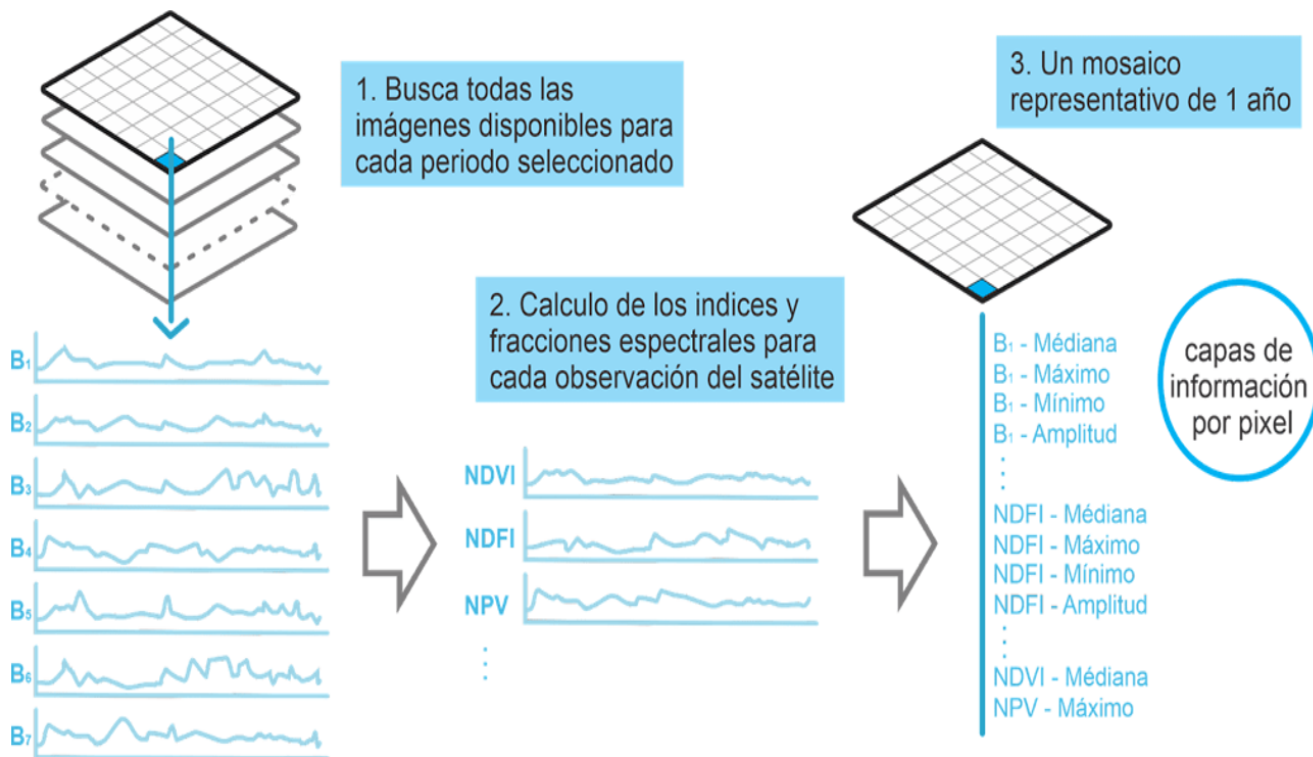 1. Busca todas las
imágenes disponibles para
cada periodo seleccionado
B1
B2
B3
B4
B5
B6
B7
2. Calculo de los indices y
fracciones espectrales para
cada observación del satélite
NDVI
NDFI
NPV
3. Un mosaico
representativo de 1 año
B1 - Médiana
B1 - Máximo
B1 - Mínimo
B1 - Amplitud
NDFI - Médiana
NDFI - Máximo
NDFI - Mínimo
NDFI - Amplitud
NDVI - Médiana
NPV - Máximo
capas de
información
por pixel